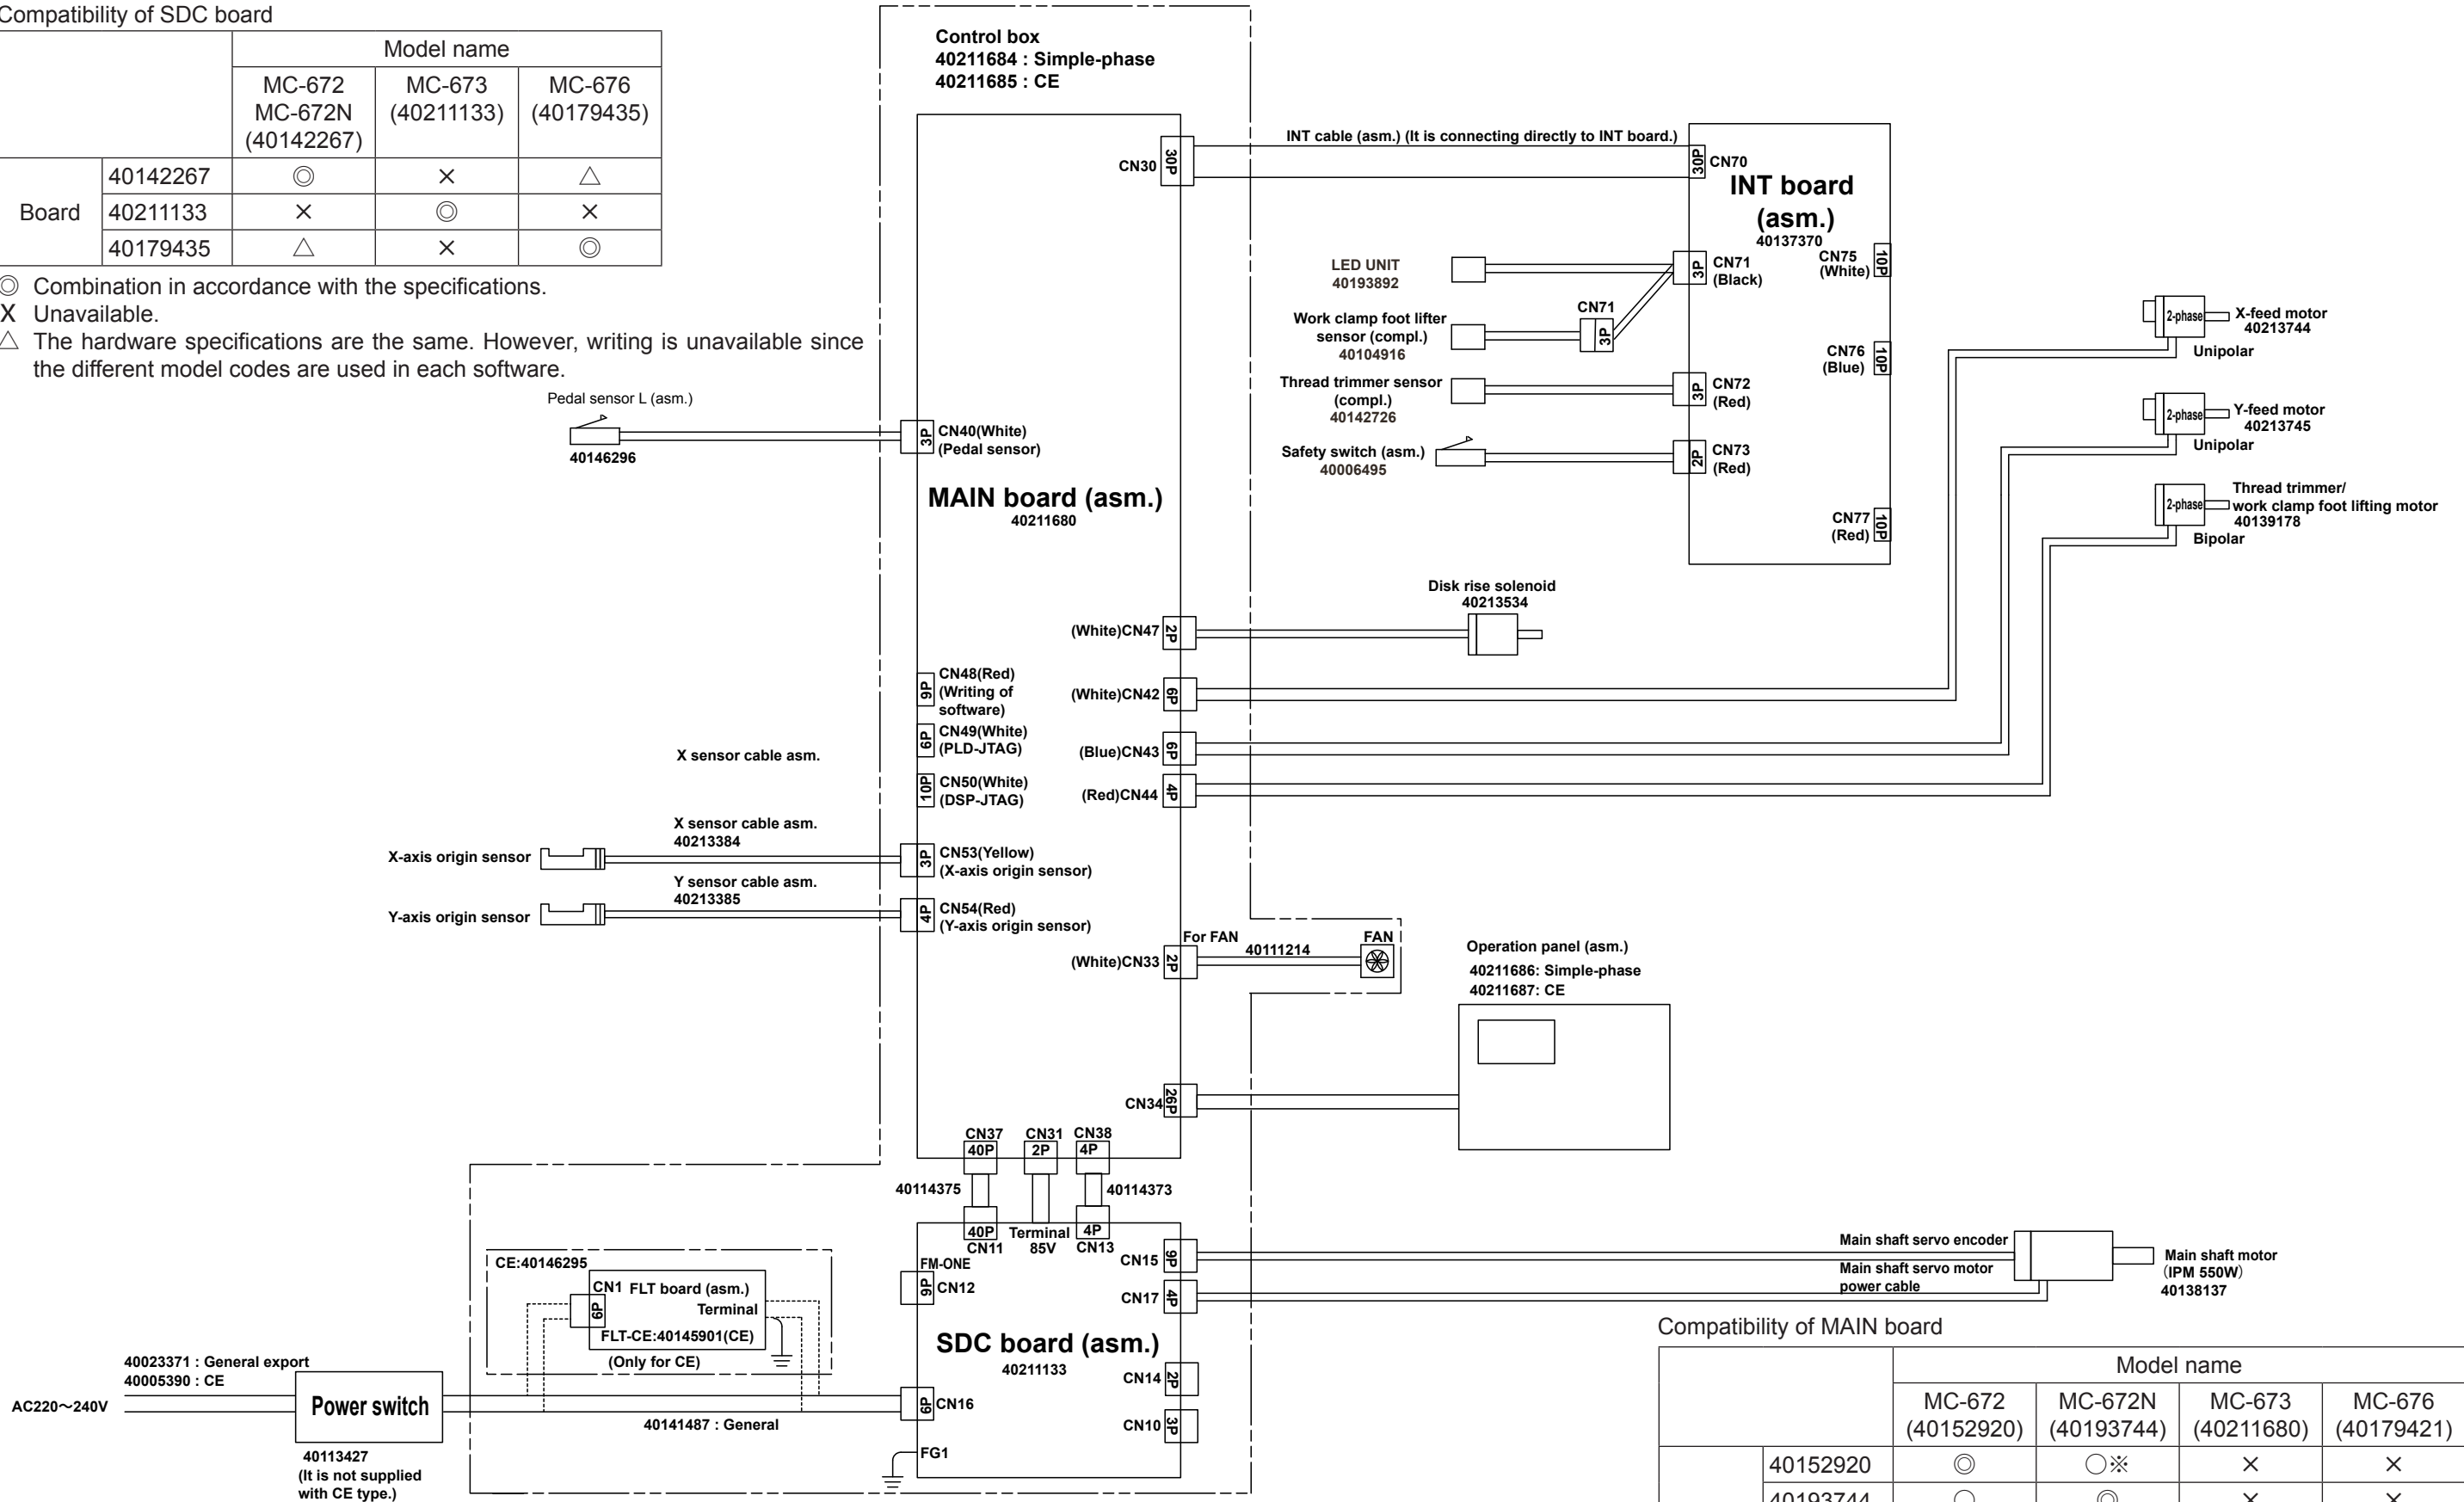 Compatibility of SDC board
Model name
MC-672
MC-672N
(40142267)
MC-673
(40211133)
MC-676
(40179435)
Board
40142267 ◎ × △
40211133 × ◎ ×
40179435 △ × ◎
◎ Combination in accordance with the specifications.
X Unavailable.
△ The hardware specifications are the same. However, writing is unavailable since
the different model codes are used in each software.
Control box
40211684 : Simple-phase
40211685 : CE
CN30
30P
INT cable (asm.) (It is connecting directly to INT board.)
30P
CN70
INT board
(asm.)
40137370
LED UNIT
40193892
3P
CN71
(Black)
CN75
(White)
10P
Work clamp foot lifter
sensor (compl.)
40104916
CN71
3P
CN76
(Blue)
10P
Thread trimmer sensor
(compl.)
40142726
3P
CN72
(Red)
Safety switch (asm.)
40006495
2P
CN73
(Red)
CN77
(Red)
10P
2-phase
X-feed motor
40213744
Unipolar
2-phase
Y-feed motor
40213745
Unipolar
2-phase
Thread trimmer/
work clamp foot lifting motor
40139178
Bipolar
Pedal sensor L (asm.)
40146296
3P
CN40(White)
(Pedal sensor)
MAIN board (asm.)
40211680
Disk rise solenoid
40213534
(White)CN47
2P
9P
CN48(Red)
(Writing of
software)
(White)CN42
6P
6P
CN49(White)
(PLD-JTAG)
(Blue)CN43
6P
X sensor cable asm.
10P
CN50(White)
(DSP-JTAG)
(Red)CN44
4P
X sensor cable asm.
40213384
X-axis origin sensor
3P
CN53(Yellow)
(X-axis origin sensor)
Y sensor cable asm.
40213385
Y-axis origin sensor
4P
CN54(Red)
(Y-axis origin sensor)
(White)CN33
2P
For FAN
40111214
FAN
Operation panel (asm.)
40211686: Simple-phase
40211687: CE
CN34
26P
CN37
40P
CN31
2P
CN38
4P
40114375
40114373
40P
CN11
Terminal
85V
4P
CN13
FM-ONE
9P
CN12
CN15
9P
CN17
4P
Main shaft servo encoder
Main shaft servo motor
power cable
Main shaft motor
(IPM 550W)
40138137
CE:40146295
CN1
6P
FLT board (asm.)
Terminal
FLT-CE:40145901(CE)
(Only for CE)
SDC board (asm.)
40211133
CN14
2P
CN10
3P
6P
CN16
FG1
40023371 : General export
40005390 : CE
AC220～240V
Power switch
40141487 : General
40113427
(It is not supplied
with CE type.)
Compatibility of MAIN board
Model name
MC-672
(40152920)
MC-672N
(40193744)
MC-673
(40211680)
MC-676
(40179421)
40152920 ◎ ○※ × ×
40193744 ○ ◎ × ×